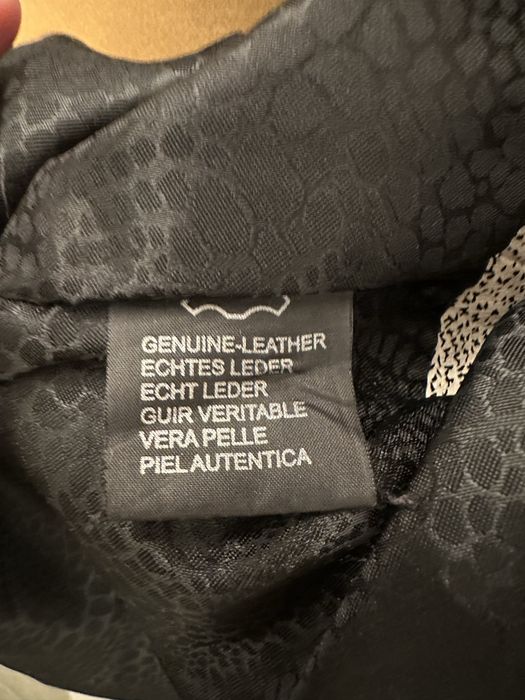 GENUINE-LEATHER
ECHTES LEDER
ECHT LEDER
GUIR VERITABLE
VERA PELLE
PIEL AUTENTICA